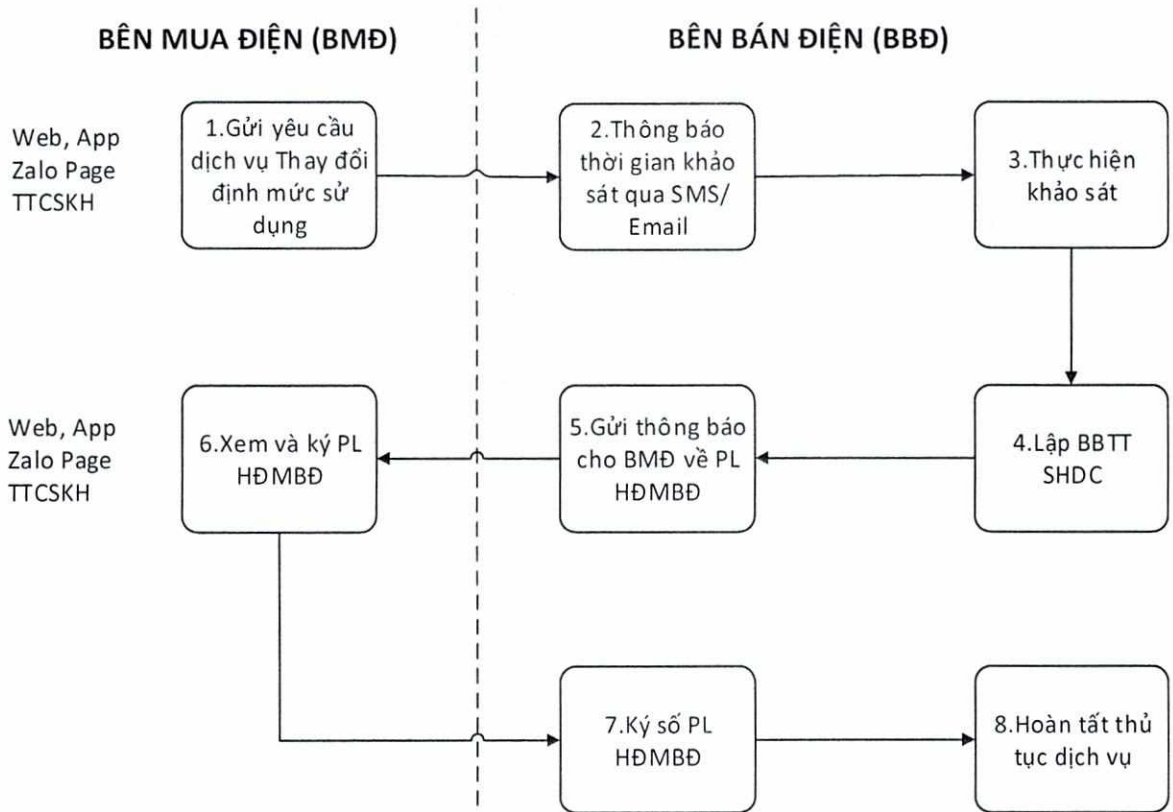 BÊN MUA ĐIỆN (BMĐ)
BÊN BÁN ĐIỆN (BBĐ)
Web, App
Zalo Page
TTCSKH
1.Gửi yêu cầu
dịch vụ Thay đổi
định mức sử
dụng
2.Thông báo
thời gian khảo
sát qua SMS/
Email
3.Thực hiện
khảo sát
Web, App
Zalo Page
TTCSKH
6.Xem và ký PL
HĐMBĐ
5.Gửi thông báo
cho BMĐ về PL
HĐMBĐ
4.Lập BBTT
SHDC
7.Ký số PL
HĐMBĐ
8.Hoàn tất thủ
tục dịch vụ